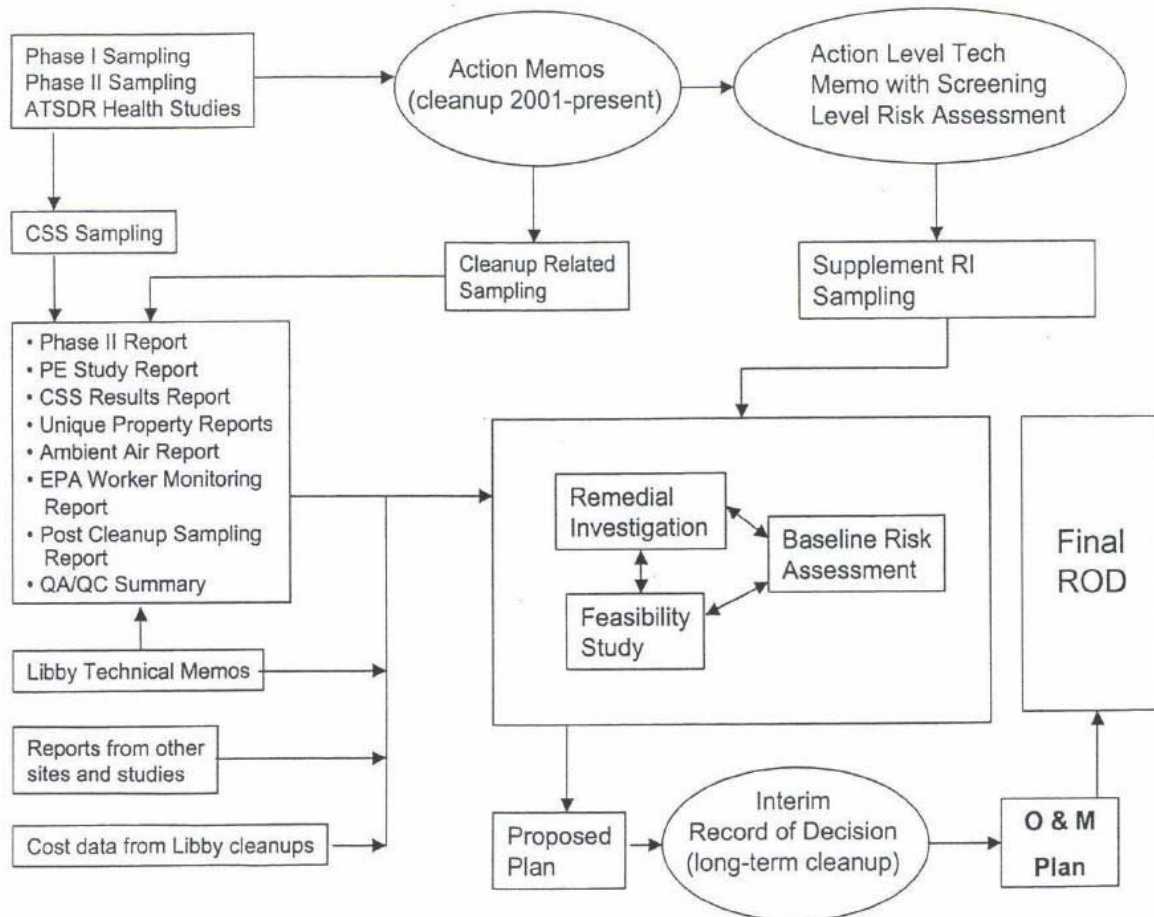 Phase I Sampling
Phase II Sampling
ATSDR Health Studies
Action Memos
(cleanup 2001-present)
Action Level Tech
Memo with Screening
Level Risk Assessment
CSS Sampling
Cleanup Related
Sampling
Supplement RI
Sampling
• Phase II Report
• PE Study Report
• CSS Results Report
• Unique Property Reports
• Ambient Air Report
• EPA Worker Monitoring
Report
• Post Cleanup Sampling
Report
• QA/QC Summary
Remedial
Investigation
Baseline Risk
Assessment
Feasibility
Study
Final
ROD
Libby Technical Memos
Reports from other
sites and studies
Cost data from Libby cleanups
Proposed
Plan
Interim
Record of Decision
(long-term cleanup)
O & M
Plan